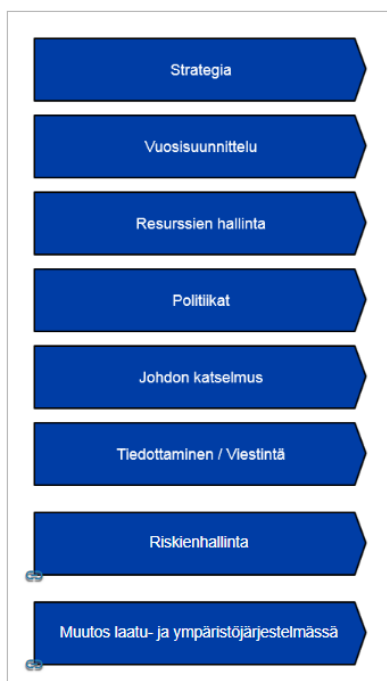 Strategia
Vuosisuunnittelu
Resurssien hallinta
Politiikat
Johdon katselmus
Tiedottaminen / Viestintä
Riskienhallinta
Muutos laatu- ja ympäristöjärjestelmässä